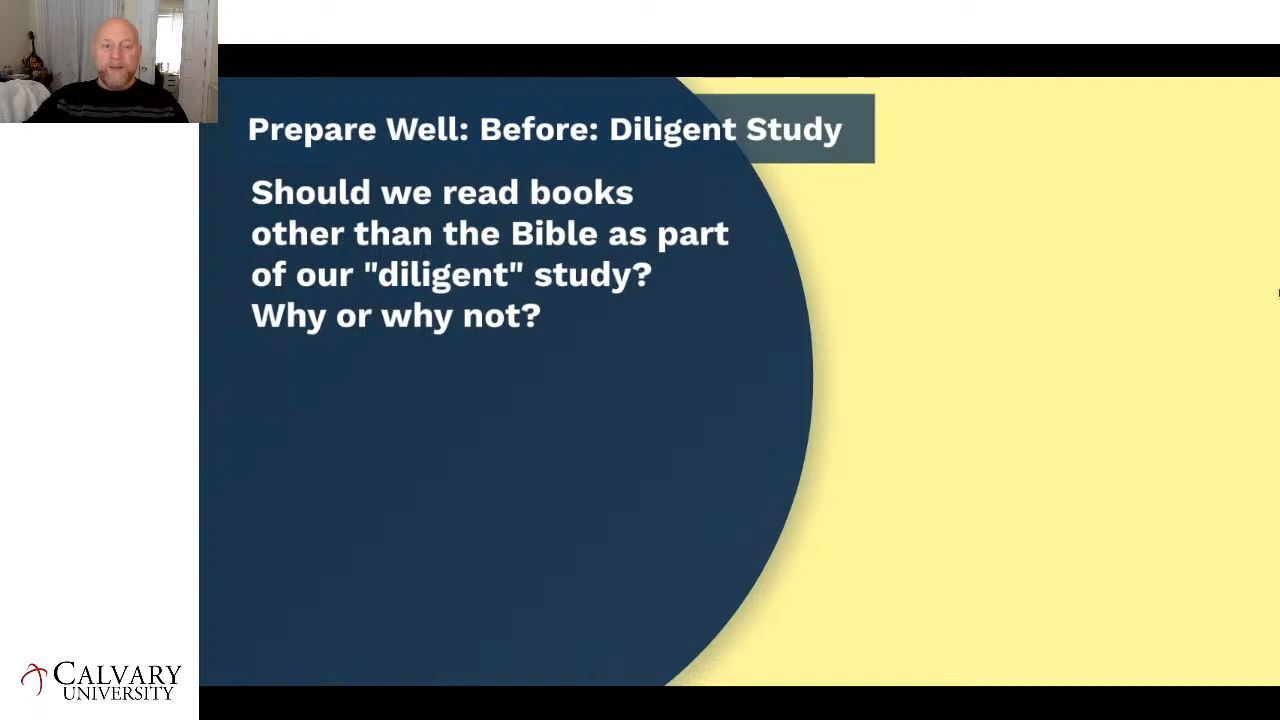 Prepare Well: Before: Diligent Study
Should we read books
other than the Bible as part
of our "diligent" study?
Why or why not?
CALVARY
UNIVERSITY